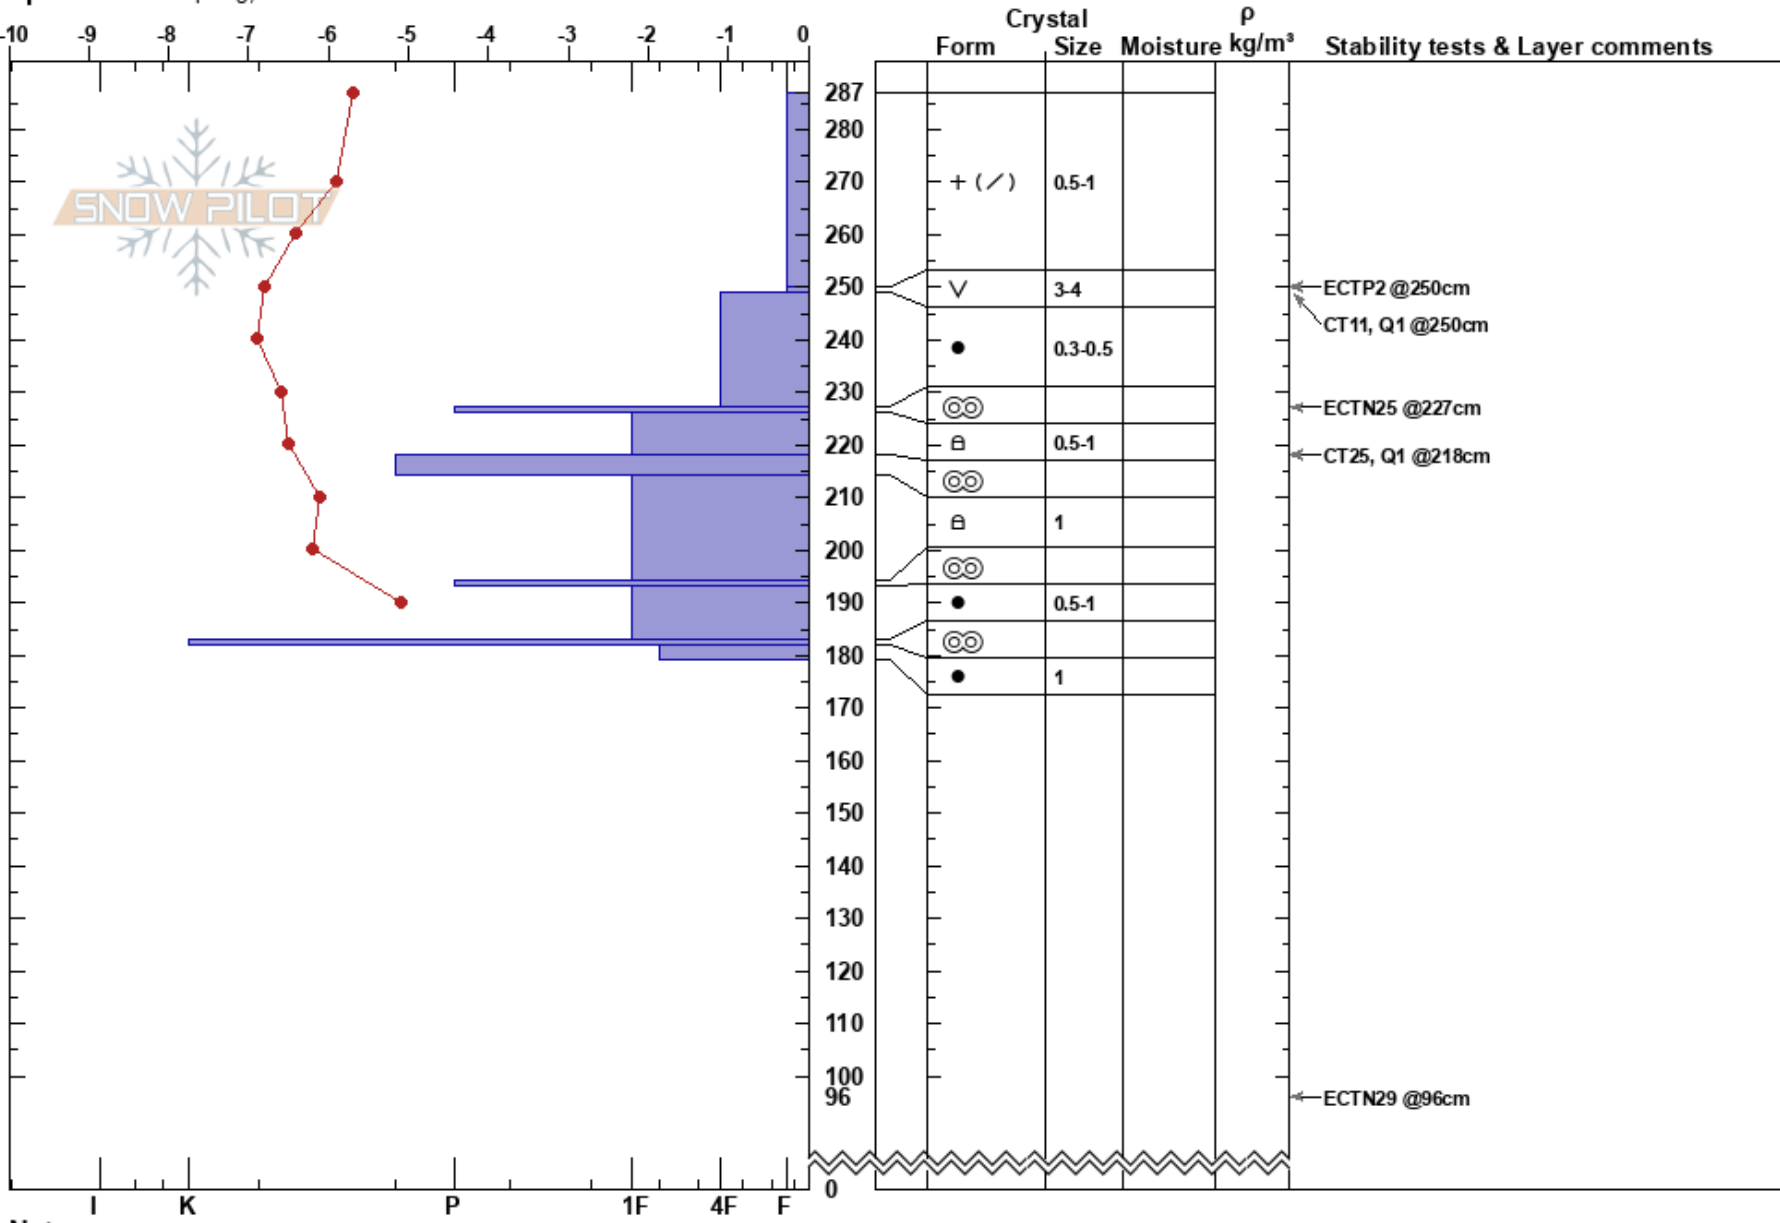 Crystal ρ
Form Size Moisture kg/m³ Stability tests & Layer comments
-10 -9 -8 -7 -6 -5 -4 -3 -2 -1 0
287
280
270 + (∕) 0.5-1
SNOW PILOT
260
250 V 3-4 ECTP2 @250cm
CT11, Q1 @250cm
240 0.3-0.5
230
ECTN25 @227cm
220 0.5-1
CT25, Q1 @218cm
210
1
200
190 0.5-1
180
1
170
160
150
140
130
120
110
100
96 ECTN29 @96cm
0
I K P 1F 4F F